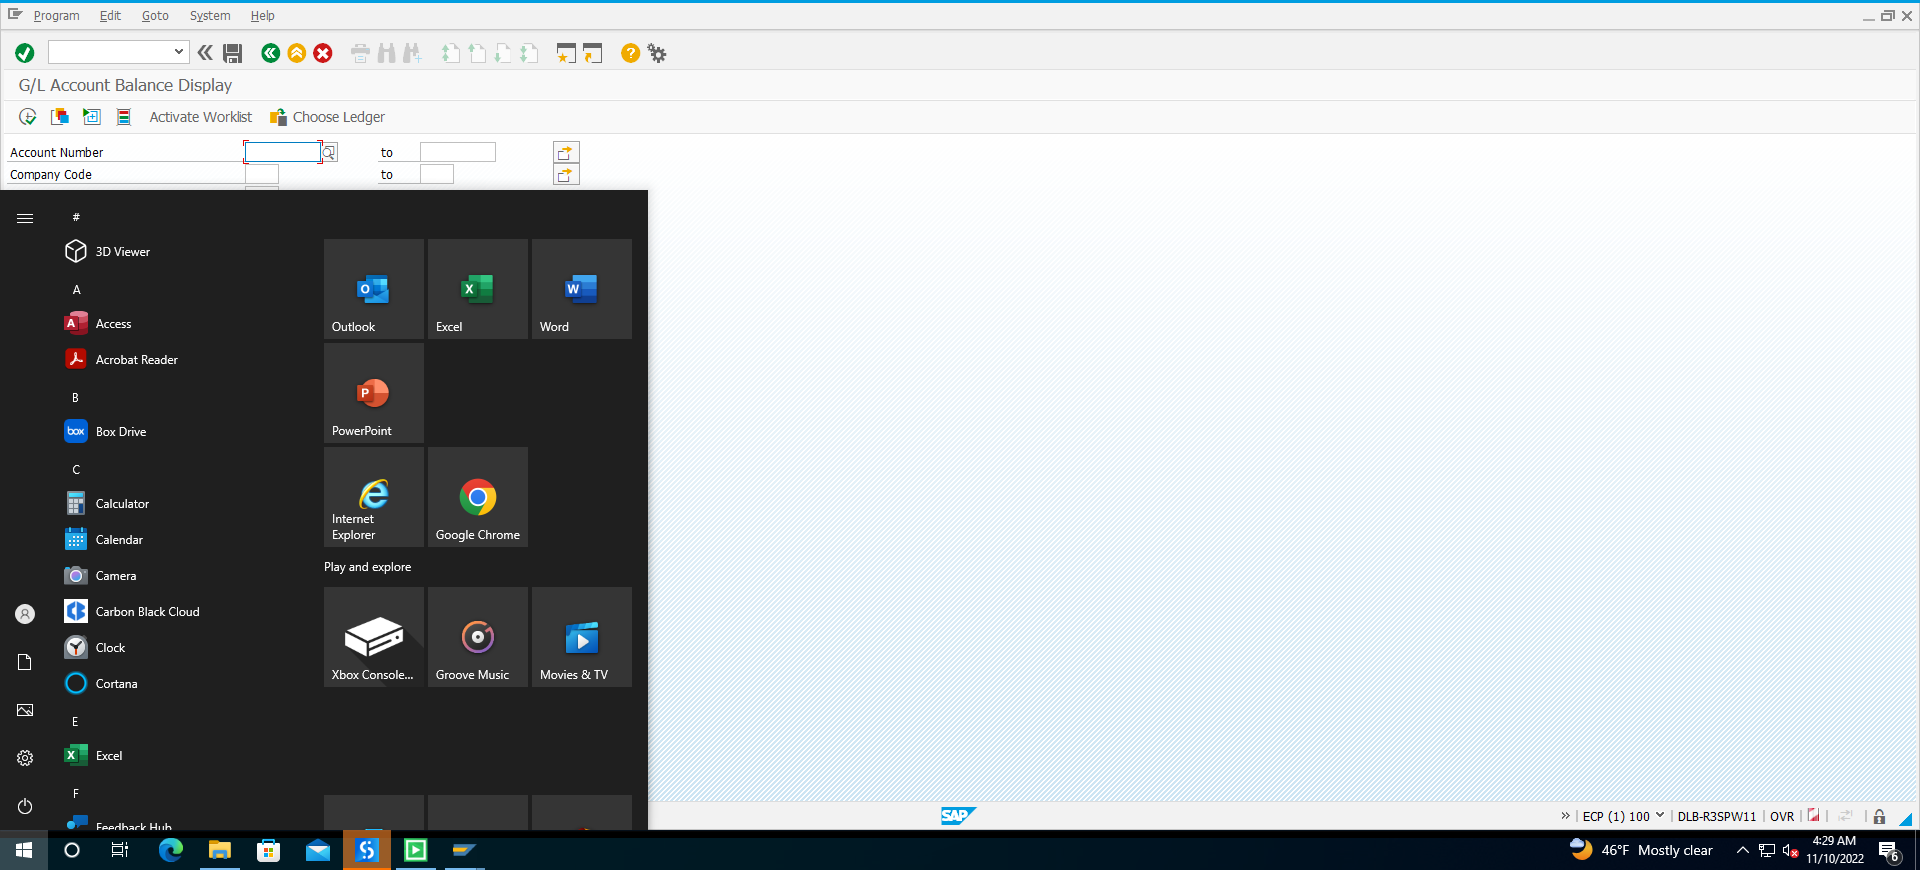 Program Edit Goto System Help
G/L Account Balance Display
Activate Worklist Choose Ledger
Account Number to
Company Code to
#
3D Viewer
A
Access
Acrobat Reader
B
Box Drive
box
C
Calculator
Calendar
Camera
Carbon Black Cloud
Clock
Cortana
E
Excel
F
Feedback Hub
Outlook Excel Word
PowerPoint
Internet Explorer
Google Chrome
Play and explore
Xbox Console... Groove Music Movies & TV
SAP
ECP (1) 100 DLB-R3SPW11 OVR
46°F Mostly clear
4:29 AM
11/10/2022
6